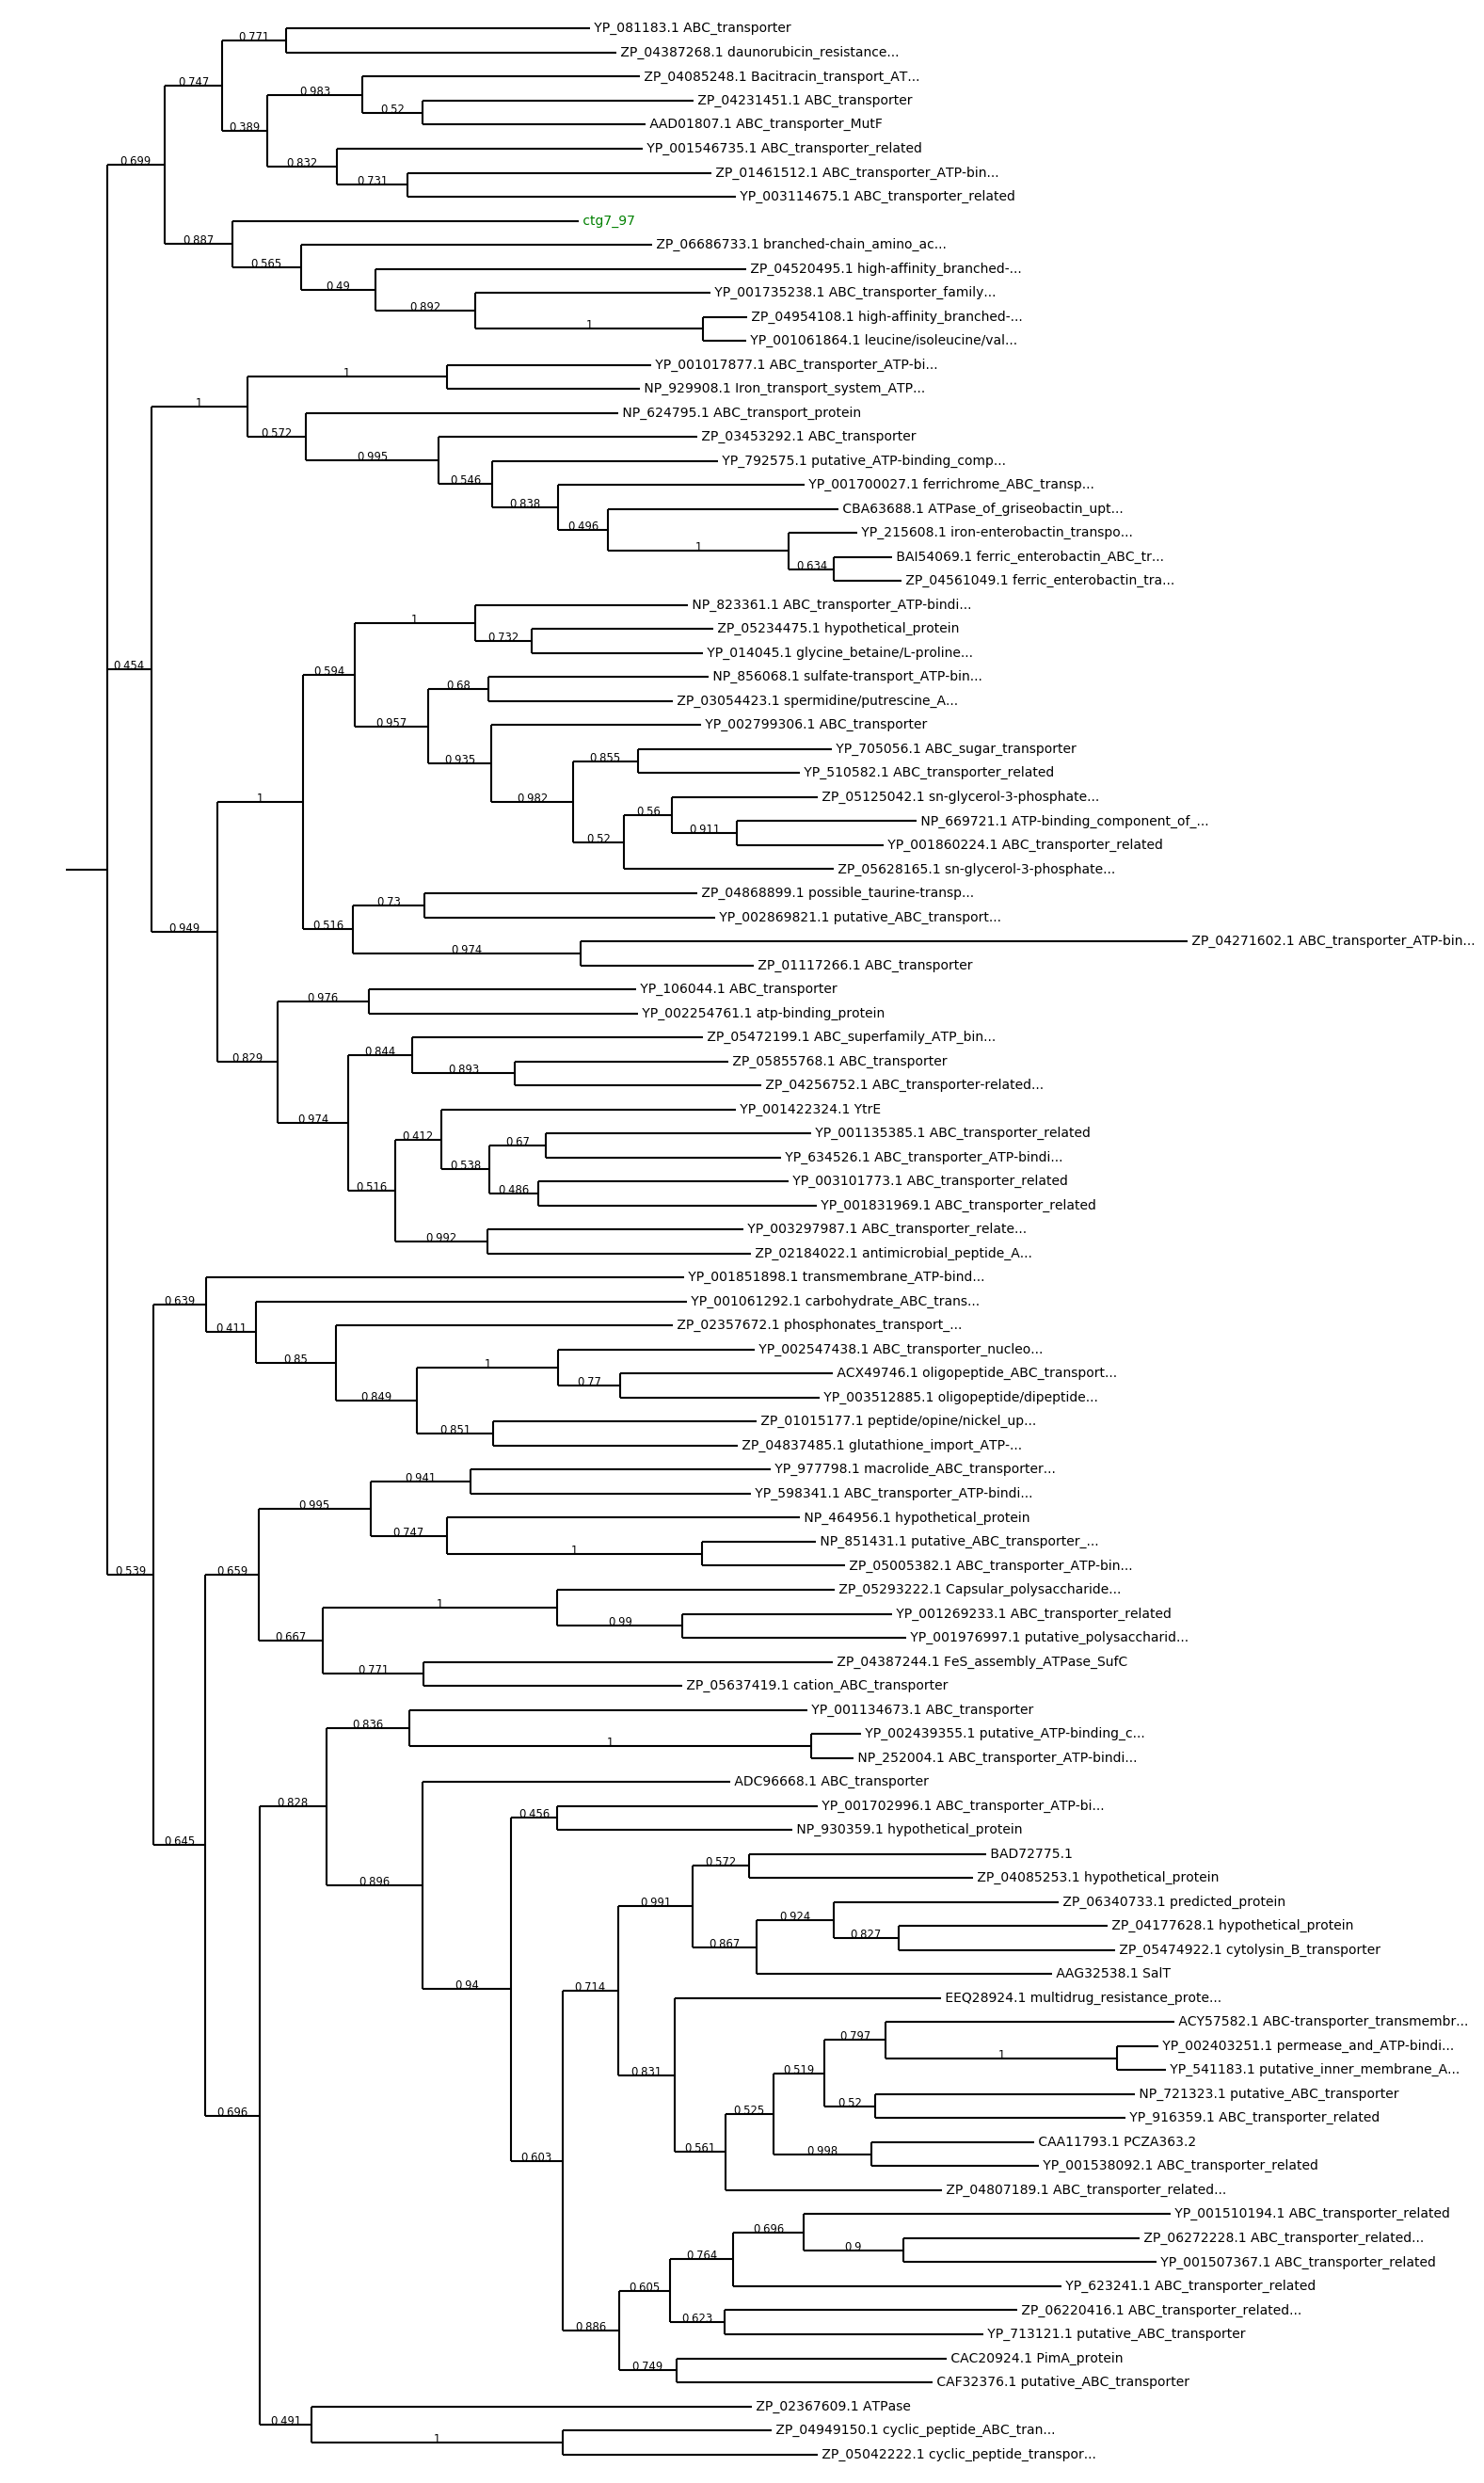 YP_081183.1 ABC_transporter
0.771
ZP_04387268.1 daunorubicin_resistance...
ZP_04085248.1 Bacitracin_transport_AT...
0.747
0.983
ZP_04231451.1 ABC_transporter
0.52
AAD01807.1 ABC_transporter_MutF
0.389
YP_001546735.1 ABC_transporter_related
0.699
0.832
ZP_01461512.1 ABC_transporter_ATP-bin...
0.731
YP_003114675.1 ABC_transporter_related
ctg7_97
0.887
ZP_06686733.1 branched-chain_amino_ac...
0.565
ZP_04520495.1 high-affinity_branched-...
0.49
YP_001735238.1 ABC_transporter_family...
0.892
ZP_04954108.1 high-affinity_branched-...
1
YP_001061864.1 leucine/isoleucine/val...
YP_001017877.1 ABC_transporter_ATP-bi...
1
NP_929908.1 Iron_transport_system_ATP...
1
NP_624795.1 ABC_transport_protein
0.572
ZP_03453292.1 ABC_transporter
0.995
YP_792575.1 putative_ATP-binding_comp...
0.546
YP_001700027.1 ferrichrome_ABC_transp...
0.838
CBA63688.1 ATPase_of_griseobactin_upt...
0.496
YP_215608.1 iron-enterobactin_transpo...
1
BAI54069.1 ferric_enterobactin_ABC_tr...
0.634
ZP_04561049.1 ferric_enterobactin_tra...
NP_823361.1 ABC_transporter_ATP-bindi...
1
ZP_05234475.1 hypothetical_protein
0.732
YP_014045.1 glycine_betaine/L-proline...
0.454
0.594
NP_856068.1 sulfate-transport_ATP-bin...
0.68
ZP_03054423.1 spermidine/putrescine_A...
0.957
YP_002799306.1 ABC_transporter
YP_705056.1 ABC_sugar_transporter
0.935
0.855
YP_510582.1 ABC_transporter_related
1
0.982
ZP_05125042.1 sn-glycerol-3-phosphate...
0.56
NP_669721.1 ATP-binding_component_of_...
0.911
0.52
YP_001860224.1 ABC_transporter_related
ZP_05628165.1 sn-glycerol-3-phosphate...
ZP_04868899.1 possible_taurine-transp...
0.73
YP_002869821.1 putative_ABC_transport...
0.949
0.516
ZP_04271602.1 ABC_transporter_ATP-bin...
0.974
ZP_01117266.1 ABC_transporter
YP_106044.1 ABC_transporter
0.976
YP_002254761.1 atp-binding_protein
ZP_05472199.1 ABC_superfamily_ATP_bin...
0.829
0.844
ZP_05855768.1 ABC_transporter
0.893
ZP_04256752.1 ABC_transporter-related...
YP_001422324.1 YtrE
0.974
YP_001135385.1 ABC_transporter_related
0.412
0.67
YP_634526.1 ABC_transporter_ATP-bindi...
0.538
YP_003101773.1 ABC_transporter_related
0.516
0.486
YP_001831969.1 ABC_transporter_related
YP_003297987.1 ABC_transporter_relate...
0.992
ZP_02184022.1 antimicrobial_peptide_A...
YP_001851898.1 transmembrane_ATP-bind...
0.639
YP_001061292.1 carbohydrate_ABC_trans...
0.411
ZP_02357672.1 phosphonates_transport_...
0.85
YP_002547438.1 ABC_transporter_nucleo...
1
ACX49746.1 oligopeptide_ABC_transport...
0.77
0.849
YP_003512885.1 oligopeptide/dipeptide...
ZP_01015177.1 peptide/opine/nickel_up...
0.851
ZP_04837485.1 glutathione_import_ATP-...
YP_977798.1 macrolide_ABC_transporter...
0.941
YP_598341.1 ABC_transporter_ATP-bindi...
0.995
NP_464956.1 hypothetical_protein
0.747
NP_851431.1 putative_ABC_transporter_...
1
ZP_05005382.1 ABC_transporter_ATP-bin...
0.539
0.659
ZP_05293222.1 Capsular_polysaccharide...
1
YP_001269233.1 ABC_transporter_related
0.99
0.667
YP_001976997.1 putative_polysaccharid...
ZP_04387244.1 FeS_assembly_ATPase_SufC
0.771
ZP_05637419.1 cation_ABC_transporter
YP_001134673.1 ABC_transporter
0.836
YP_002439355.1 putative_ATP-binding_c...
1
NP_252004.1 ABC_transporter_ATP-bindi...
ADC96668.1 ABC_transporter
0.828
YP_001702996.1 ABC_transporter_ATP-bi...
0.456
NP_930359.1 hypothetical_protein
0.645
BAD72775.1
0.572
ZP_04085253.1 hypothetical_protein
0.896
ZP_06340733.1 predicted_protein
0.991
0.924
ZP_04177628.1 hypothetical_protein
0.827
0.867
ZP_05474922.1 cytolysin_B_transporter
AAG32538.1 SalT
0.94
0.714
EEQ28924.1 multidrug_resistance_prote...
ACY57582.1 ABC-transporter_transmembr...
0.797
YP_002403251.1 permease_and_ATP-bindi...
1
YP_541183.1 putative_inner_membrane_A...
0.831
0.519
NP_721323.1 putative_ABC_transporter
0.52
0.696
0.525
YP_916359.1 ABC_transporter_related
CAA11793.1 PCZA363.2
0.561
0.998
0.603
YP_001538092.1 ABC_transporter_related
ZP_04807189.1 ABC_transporter_related...
YP_001510194.1 ABC_transporter_related
0.696
ZP_06272228.1 ABC_transporter_related...
0.9
0.764
YP_001507367.1 ABC_transporter_related
YP_623241.1 ABC_transporter_related
0.605
ZP_06220416.1 ABC_transporter_related...
0.623
0.886
YP_713121.1 putative_ABC_transporter
CAC20924.1 PimA_protein
0.749
CAF32376.1 putative_ABC_transporter
ZP_02367609.1 ATPase
0.491
ZP_04949150.1 cyclic_peptide_ABC_tran...
1
ZP_05042222.1 cyclic_peptide_transpor...